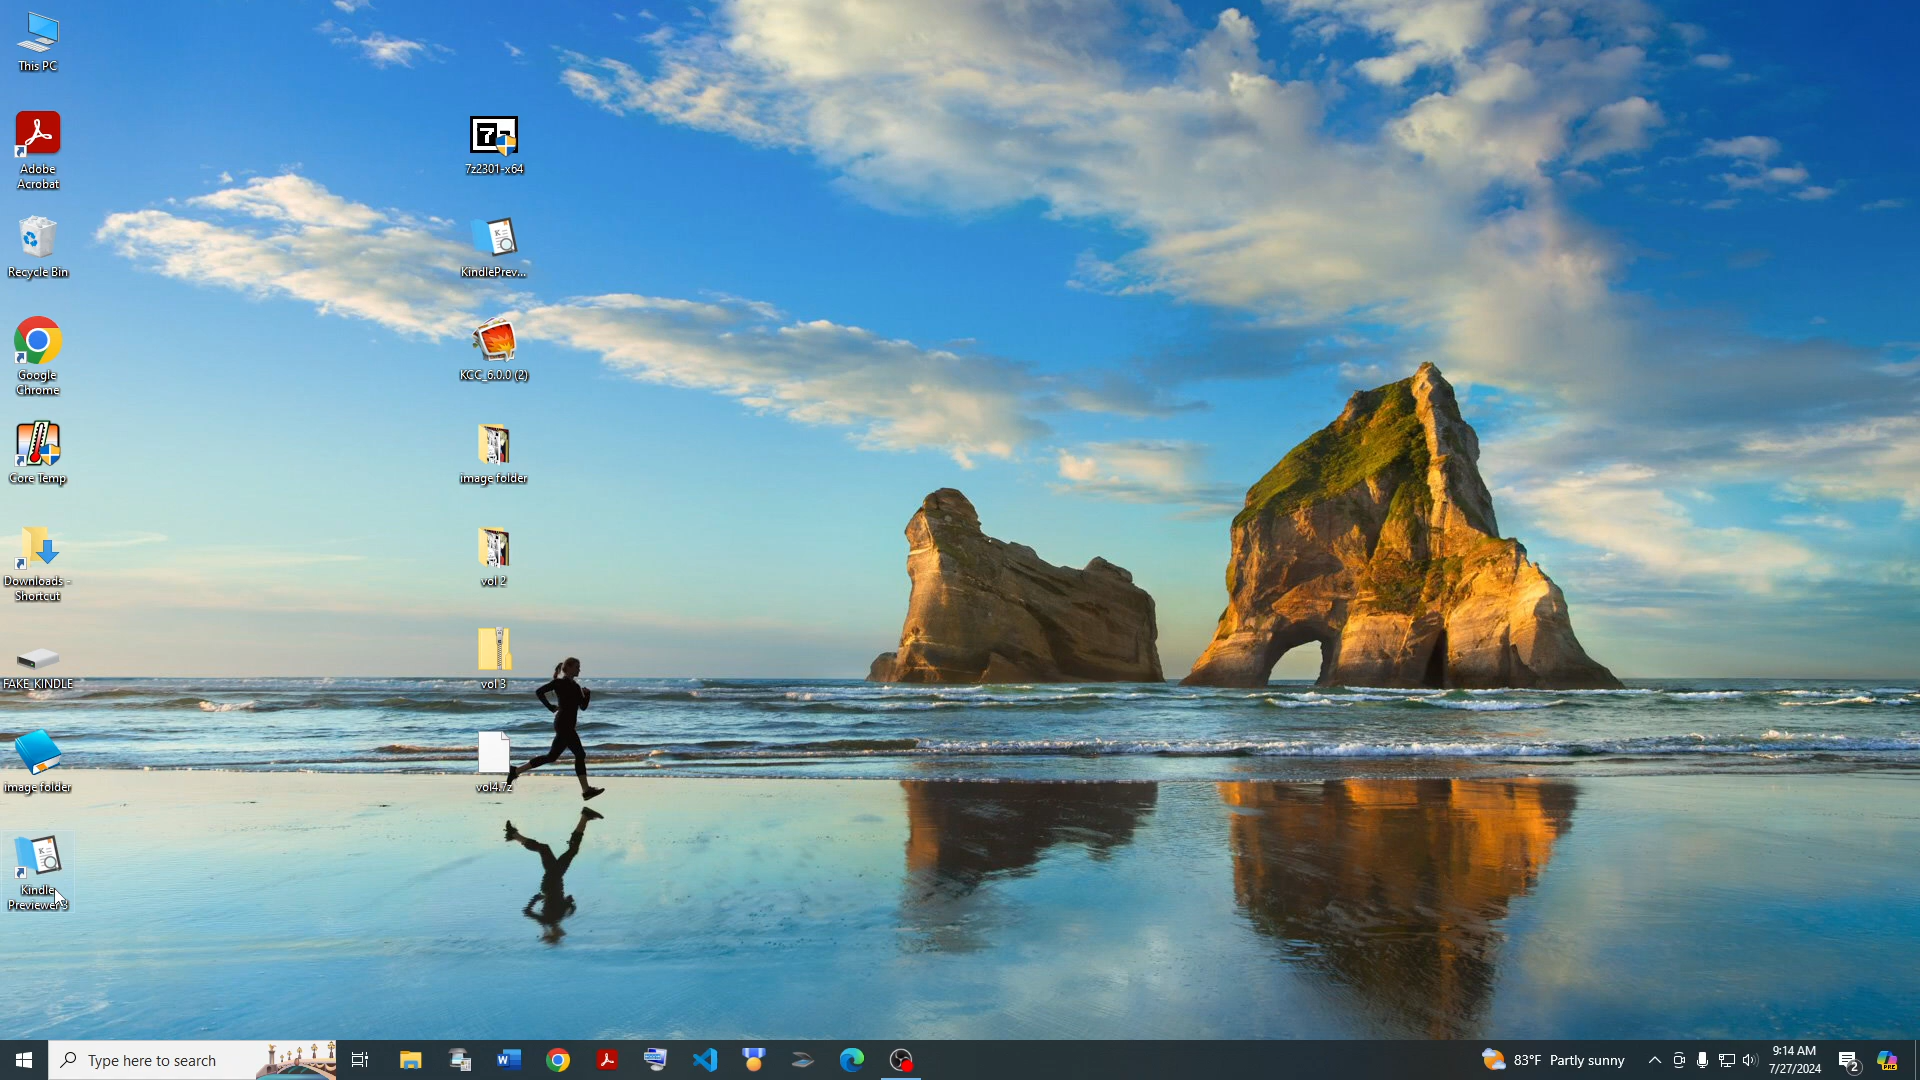 This PC
Adobe
Acrobat
Recycle Bin
Google
Chrome
Core Temp
Downloads -
Shortcut
FAKE_KINDLE
image folder
Kindle
Previewer 3
7z2301-x64
KindlePrev...
KCC_6.0.0 (2)
image folder
vol 2
vol 3
vol4.7z
Type here to search
83°F Partly sunny
9:14 AM
7/27/2024
2
PRE